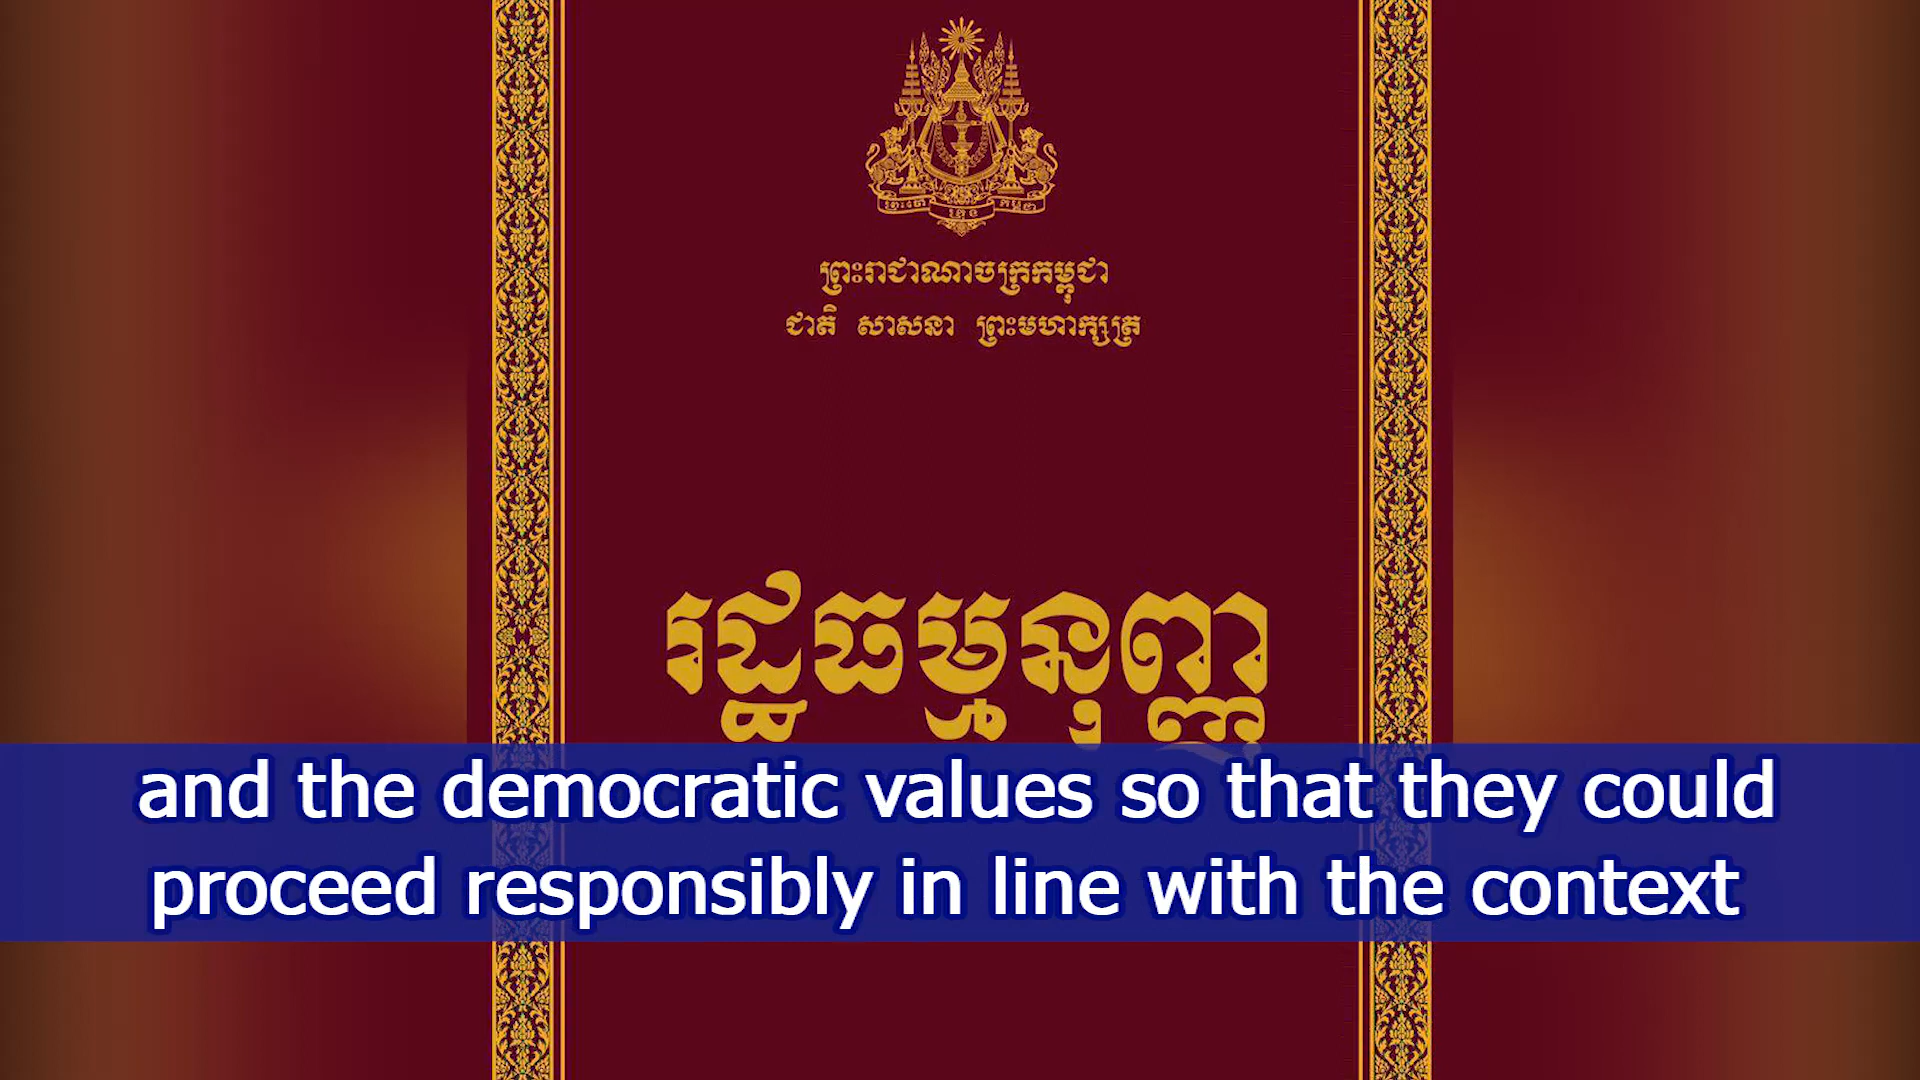 ព្រះរាជាណាចក្រកម្ពុជា
ជាតិ សាសនា ព្រះមហាក្សត្រ
រដ្ឋធម្មនុញ្ញ
and the democratic values so that they could
proceed responsibly in line with the context